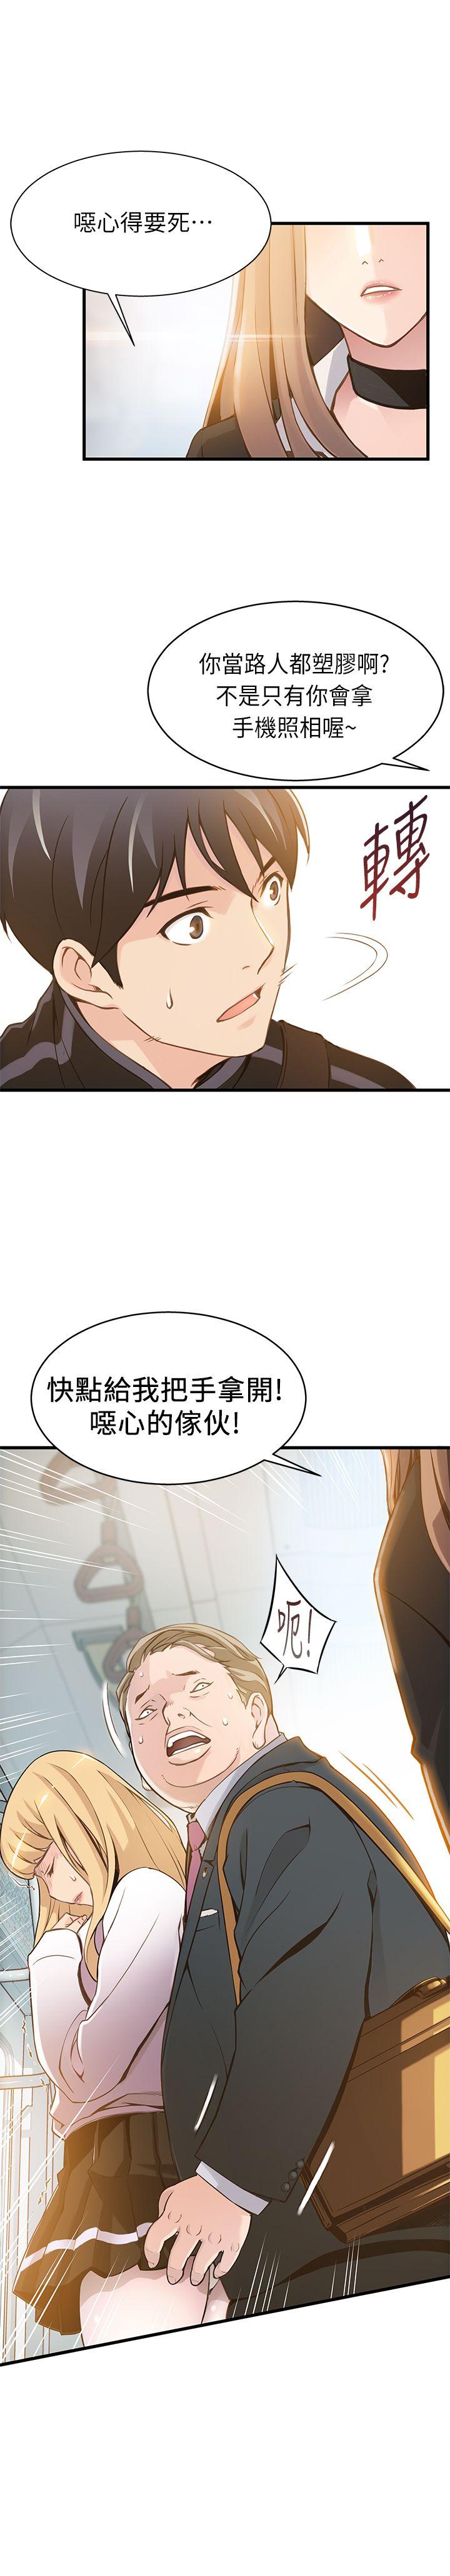 噁心得要死…
你當路人都塑膠啊?
不是只有你會拿
手機照相喔~
轉
快點給我把手拿開!
噁心的傢伙!
呃!